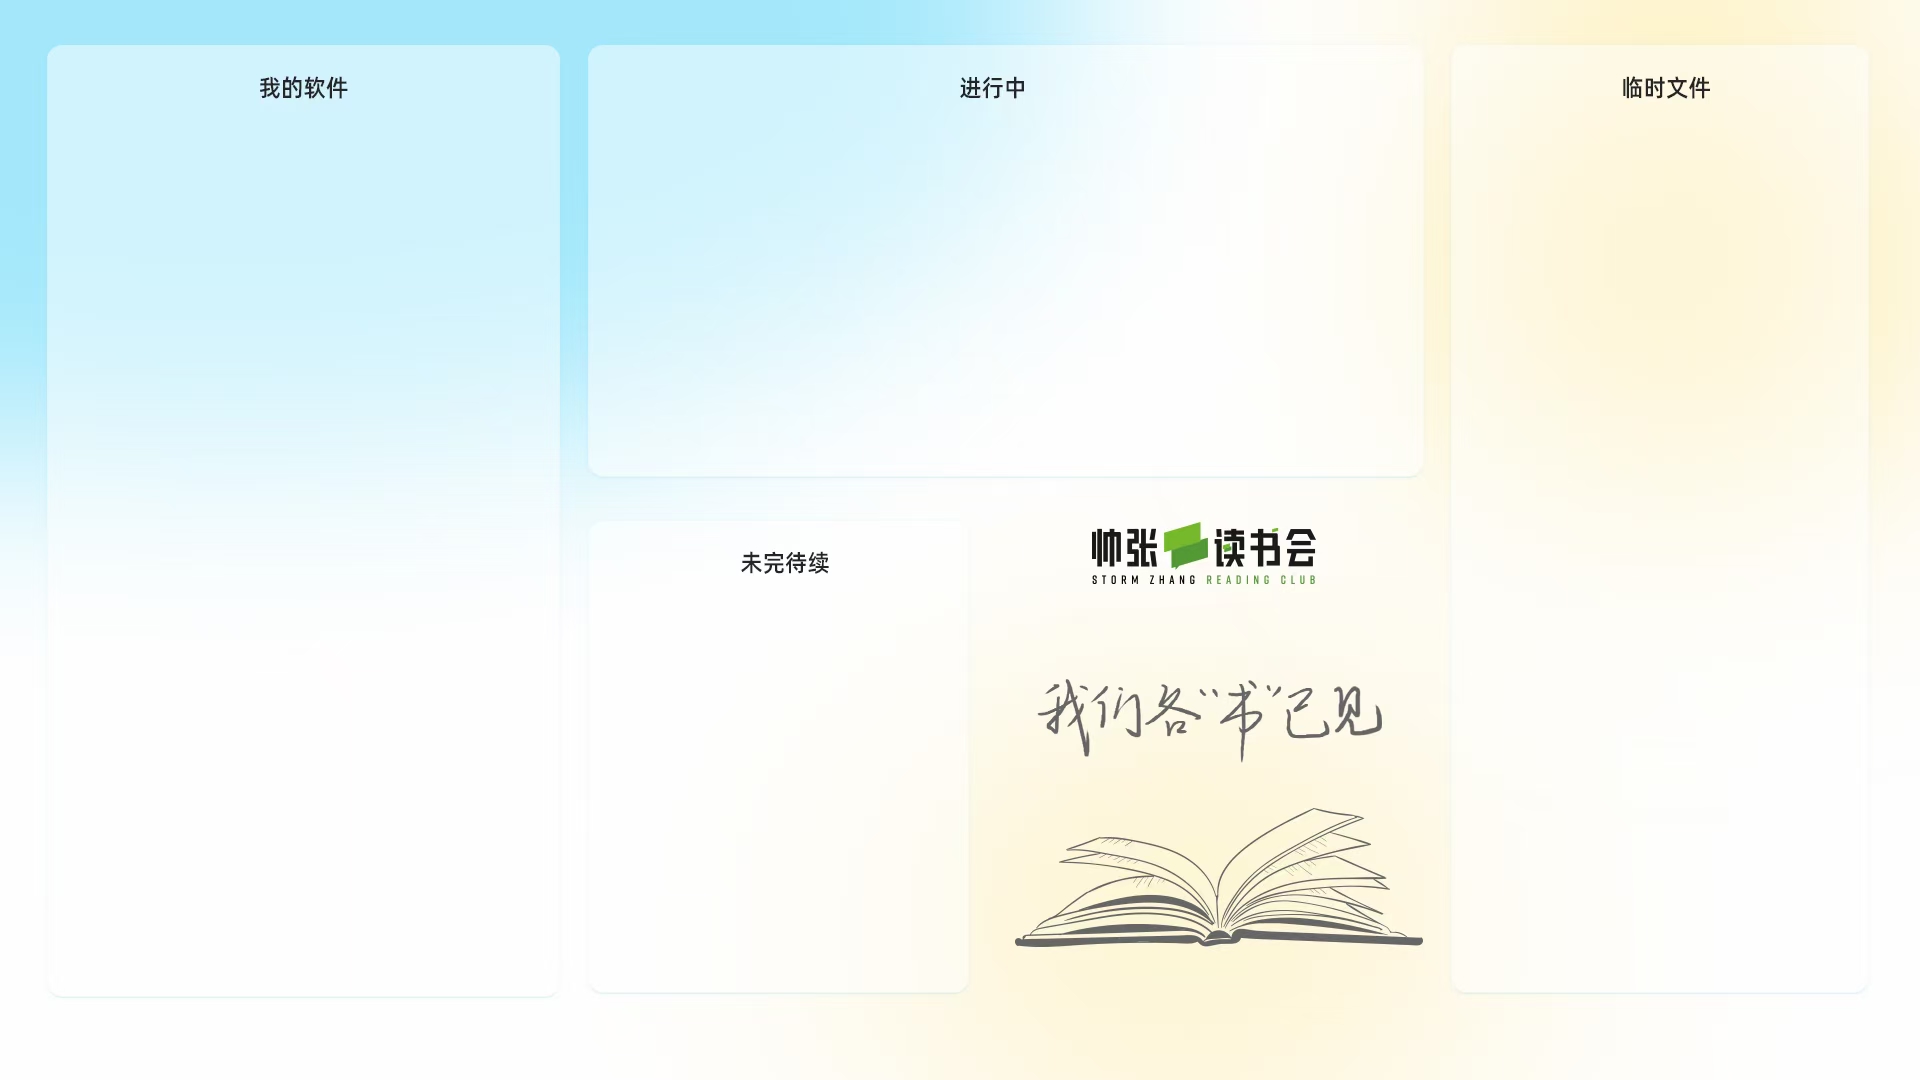 我的软件
进行中
临时文件
未完待续
帅张读书会
STORM ZHANG READING CLUB
我们各“书”已见